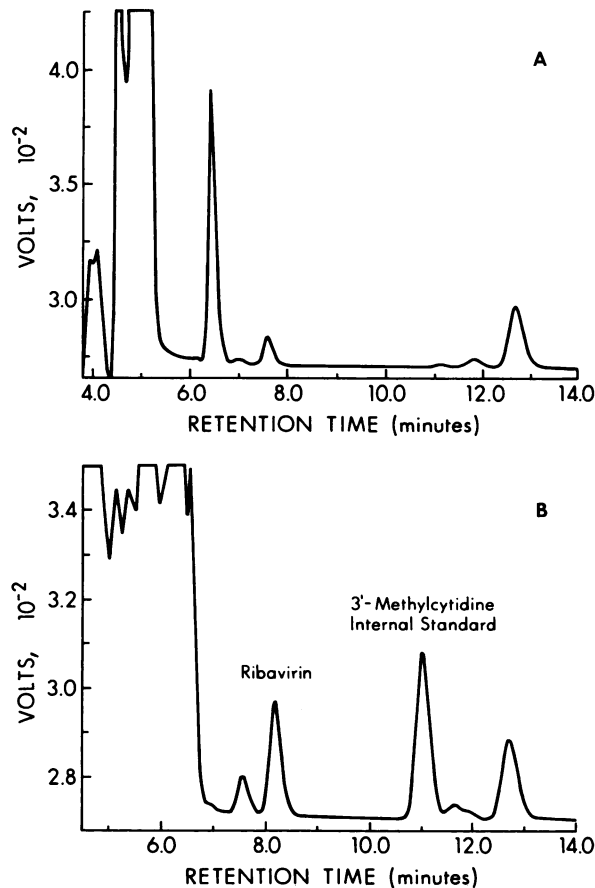 A
4.0
3.5
3.0
VOLTS, 10-2
4.0 6.0 8.0 10.0 12.0 14.0
RETENTION TIME (minutes)
B
3.4
3.2
3.0
2.8
VOLTS, 10-2
3'-Methylcytidine
Internal Standard
Ribavirin
6.0 8.0 10.0 12.0 14.0
RETENTION TIME (minutes)